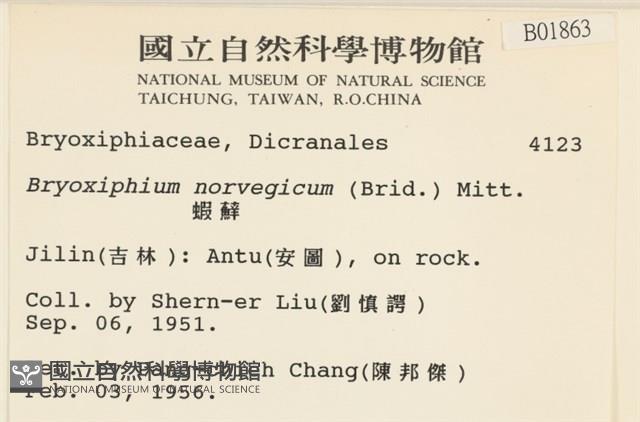 B01863
國立自然科學博物館
NATIONAL MUSEUM OF NATURAL SCIENCE
TAICHUNG, TAIWAN, R.O.CHINA
Bryoxiphiaceae, Dicranales 4123
Bryoxiphium norvegicum (Brid.) Mitt.
蝦蘚
Jilin(吉林): Antu(安圖), on rock.
Coll. by Shern-er Liu(劉慎諤)
Sep. 06, 1951.
by Chang(陳邦傑)
國立自然科學博物館
NATIONAL MUSEUM OF NATURAL SCIENCE
Feb. 03, 1956.